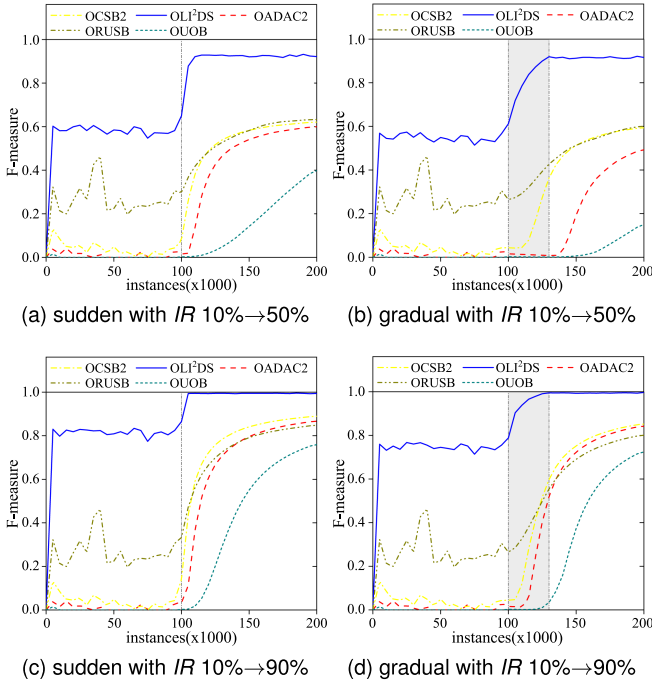 OCSB2 OLI²DS OADAC2
ORUSB OUOB
1.0
0.8
0.6
0.4
0.2
0.0
F-measure
0 50 100 150 200
instances(x1000)
(a) sudden with IR 10%→50%
OCSB2 OLI²DS OADAC2
ORUSB OUOB
1.0
0.8
0.6
0.4
0.2
0.0
F-measure
0 50 100 150 200
instances(x1000)
(b) gradual with IR 10%→50%
OCSB2 OLI²DS OADAC2
ORUSB OUOB
1.0
0.8
0.6
0.4
0.2
0.0
F-measure
0 50 100 150 200
instances(x1000)
(c) sudden with IR 10%→90%
OCSB2 OLI²DS OADAC2
ORUSB OUOB
1.0
0.8
0.6
0.4
0.2
0.0
F-measure
0 50 100 150 200
instances(x1000)
(d) gradual with IR 10%→90%